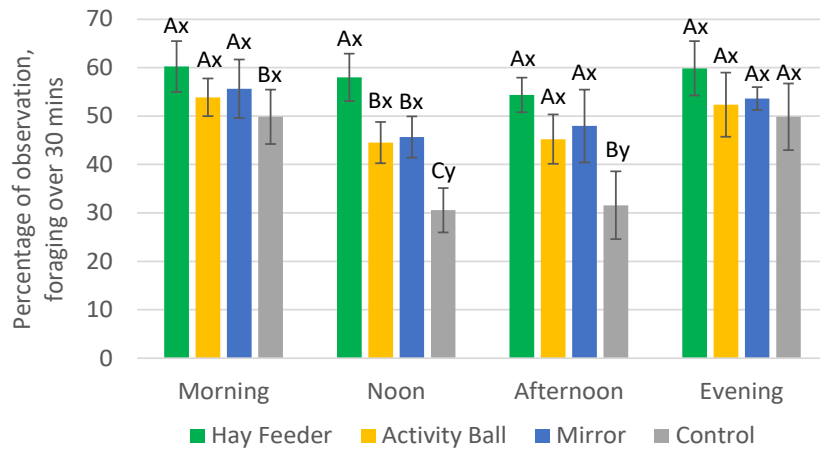 Percentage of observation,
foraging over 30 mins
70
60
50
40
30
20
10
0
Ax Ax Ax Bx
Ax Bx Bx Cy
Ax Ax Ax By
Ax Ax Ax Ax
Morning Noon Afternoon Evening
Hay Feeder Activity Ball Mirror Control